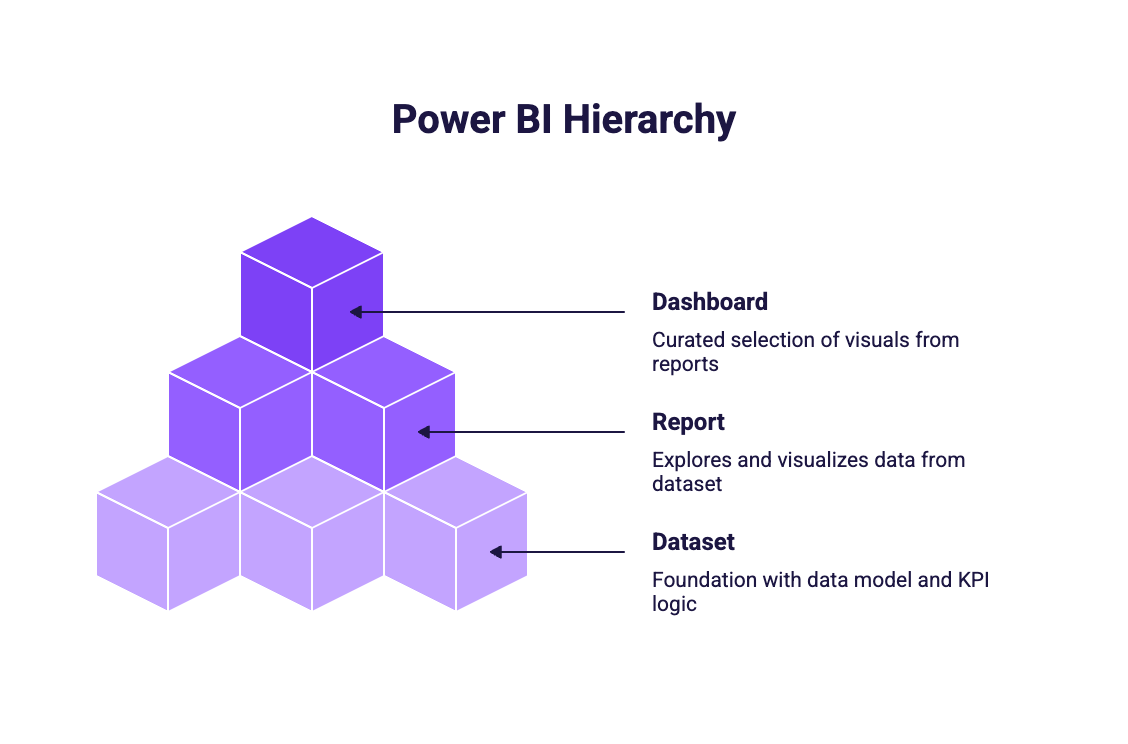 Power BI Hierarchy
Dashboard
Curated selection of visuals from
reports
Report
Explores and visualizes data from
dataset
Dataset
Foundation with data model and KPI
logic